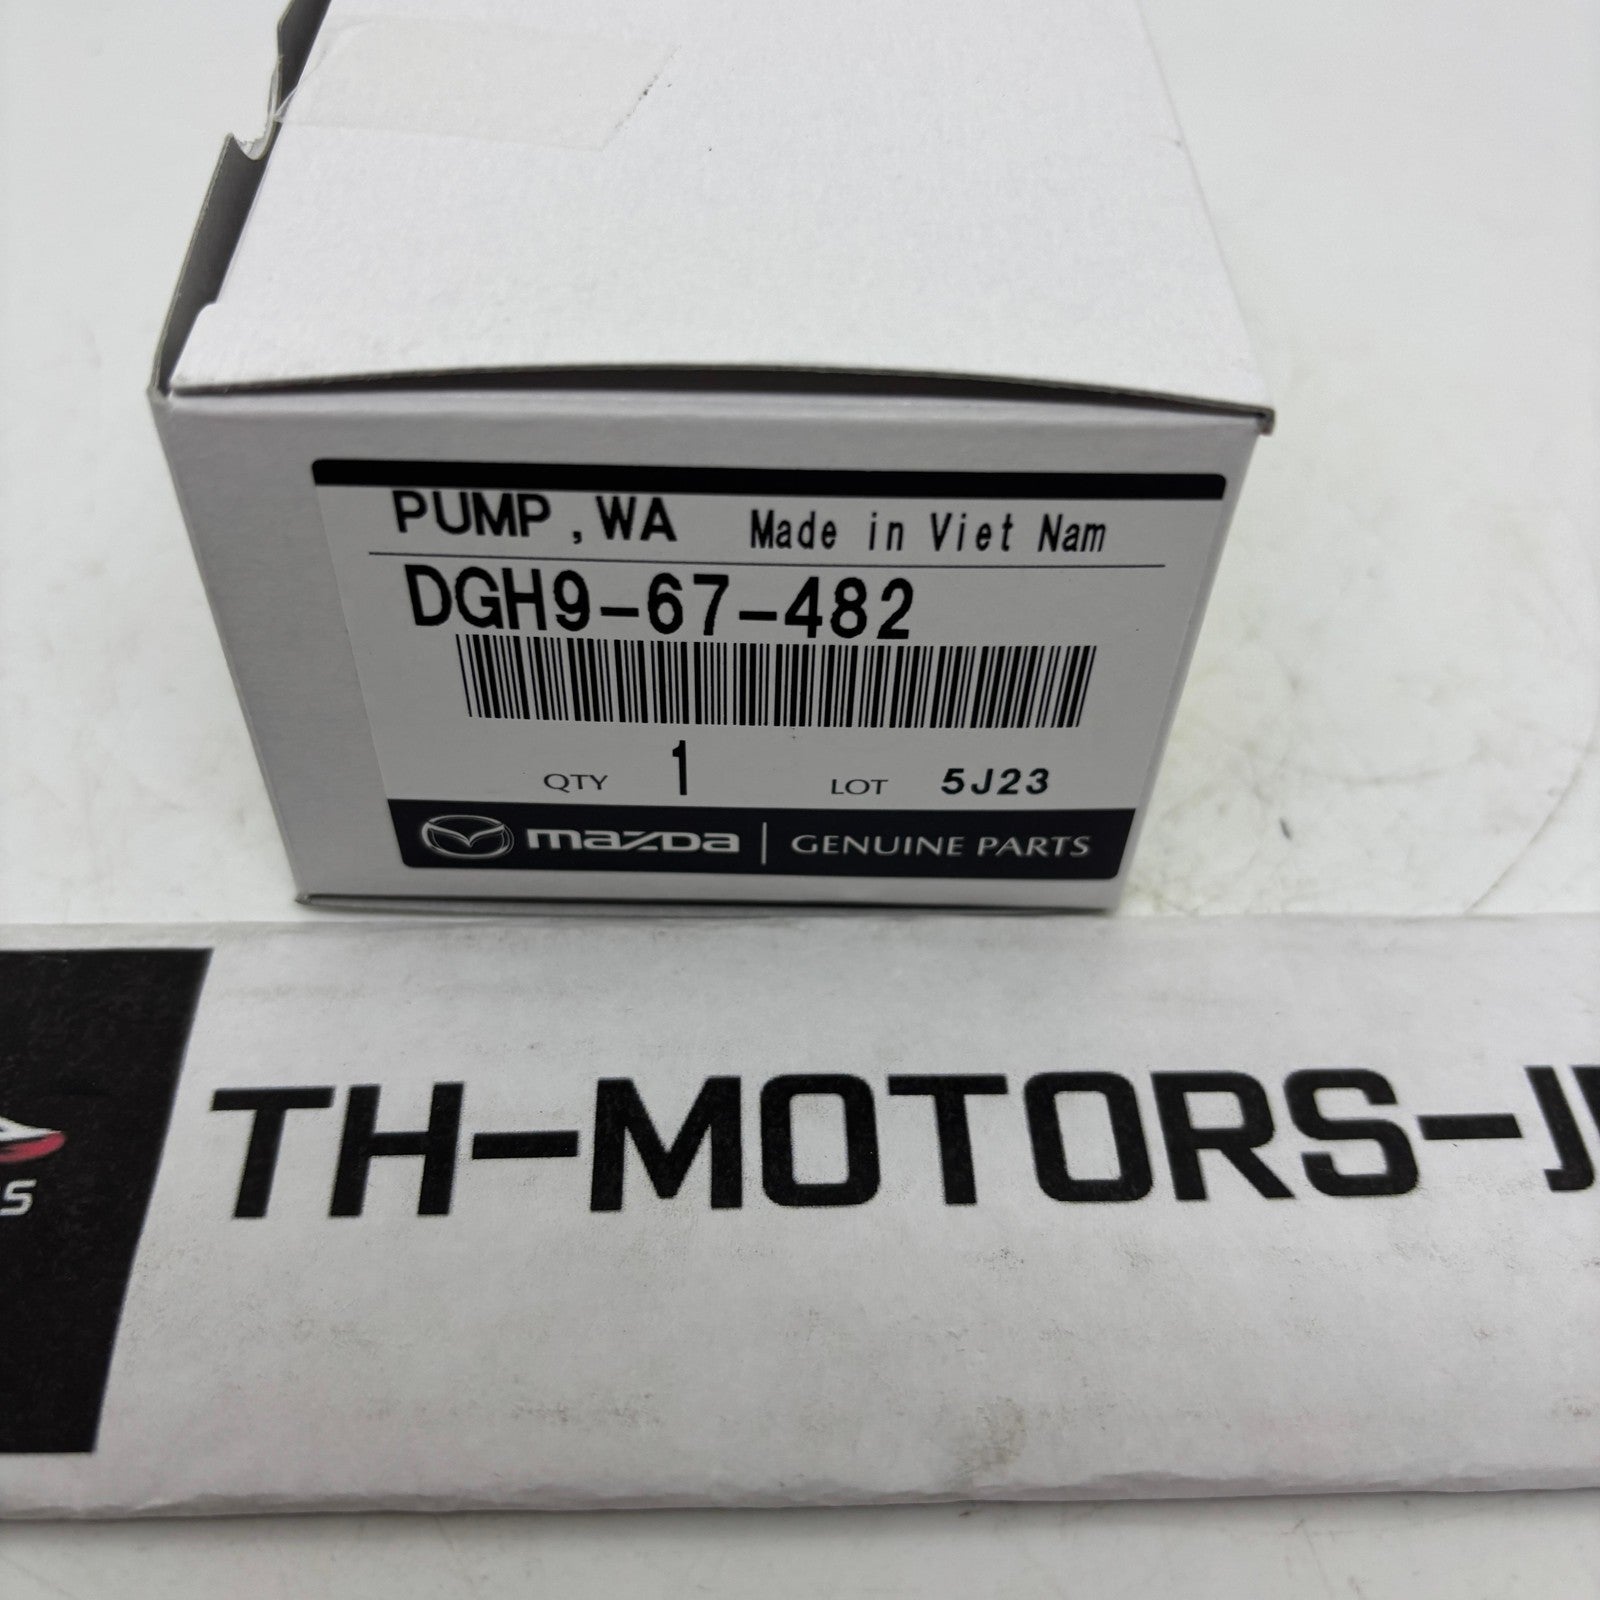 PUMP ,WA Made in Viet Nam
DGH9-67-482
QTY 1 LOT 5J23
mazda GENUINE PARTS
TH-MOTORS-J
S